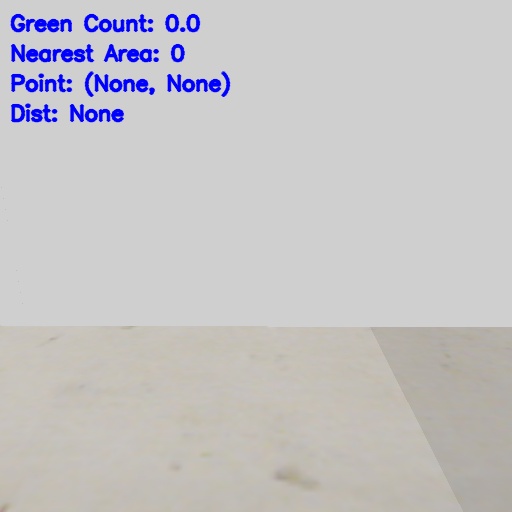 Green Count: 0.0
Nearest Area: 0
Point: (None, None)
Dist: None